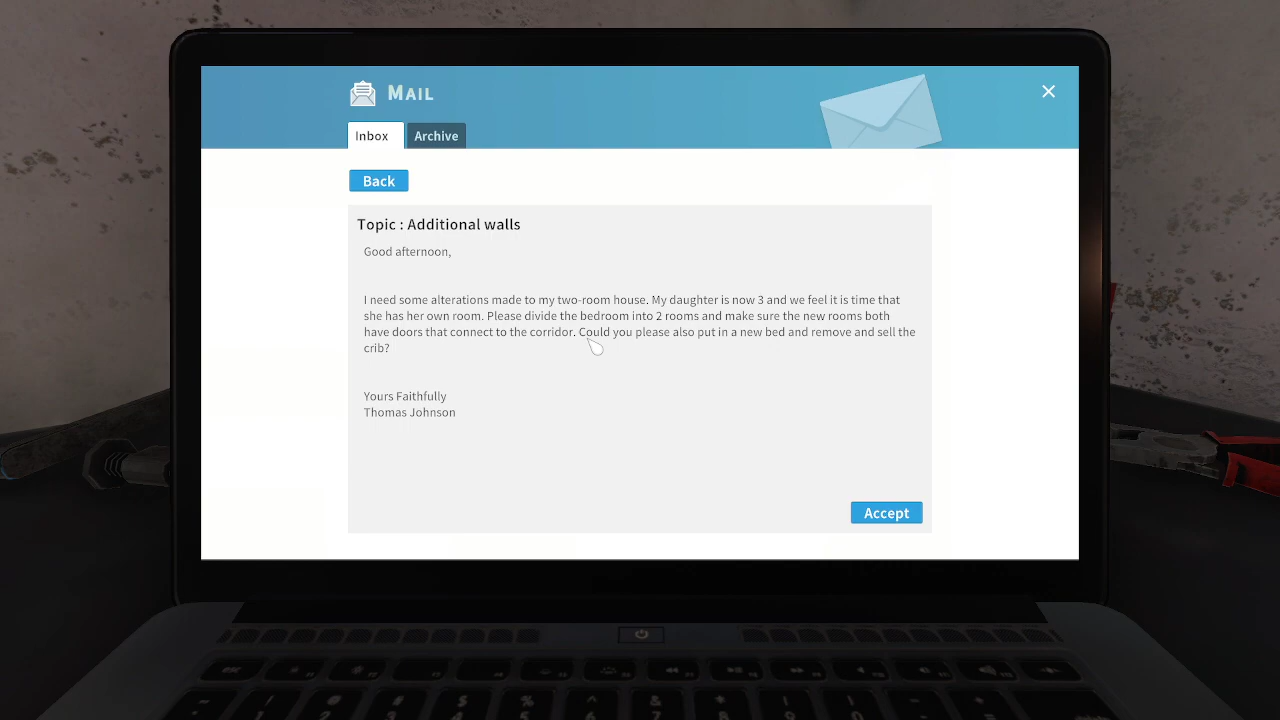 Mail
Inbox
Archive
Back
Topic : Additional walls
Good afternoon,
I need some alterations made to my two-room house. My daughter is now 3 and we feel it is time that
she has her own room. Please divide the bedroom into 2 rooms and make sure the new rooms both
have doors that connect to the corridor. Could you please also put in a new bed and remove and sell the
crib?
Yours Faithfully
Thomas Johnson
Accept